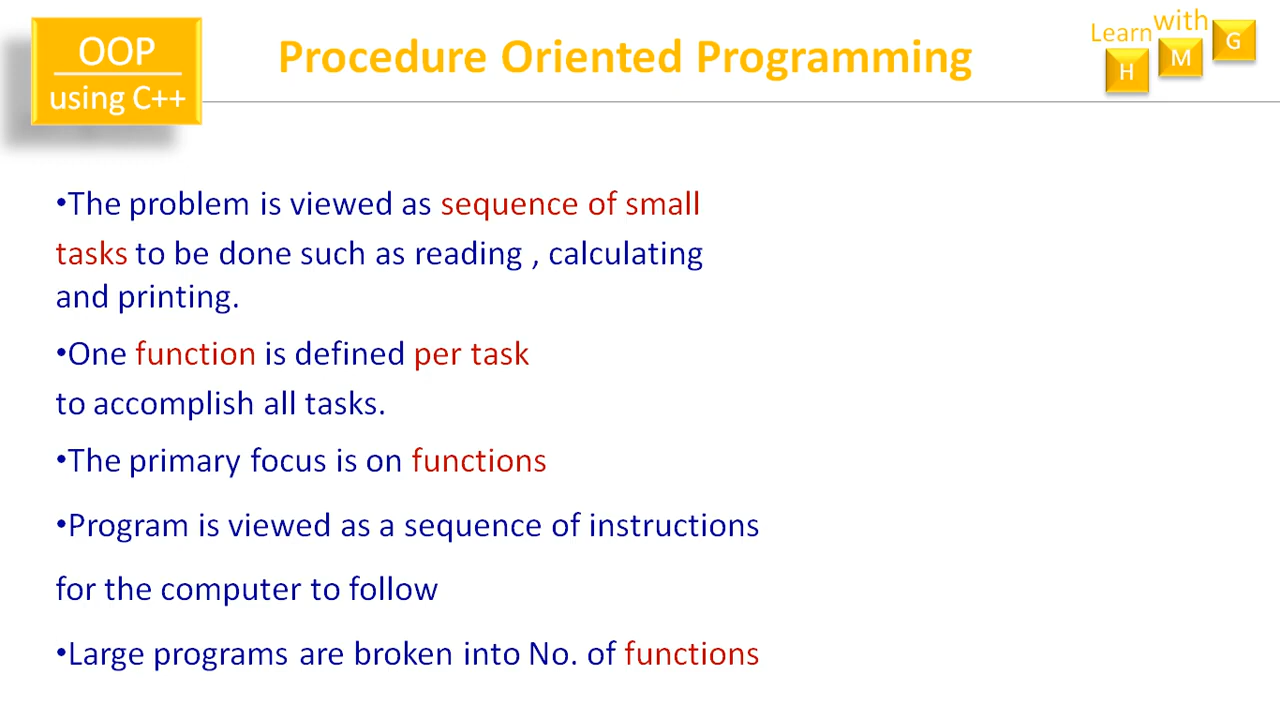 OOP
using C++
Procedure Oriented Programming
Learn with
H M G
•The problem is viewed as sequence of small
tasks to be done such as reading , calculating
and printing.
•One function is defined per task
to accomplish all tasks.
•The primary focus is on functions
•Program is viewed as a sequence of instructions
for the computer to follow
•Large programs are broken into No. of functions